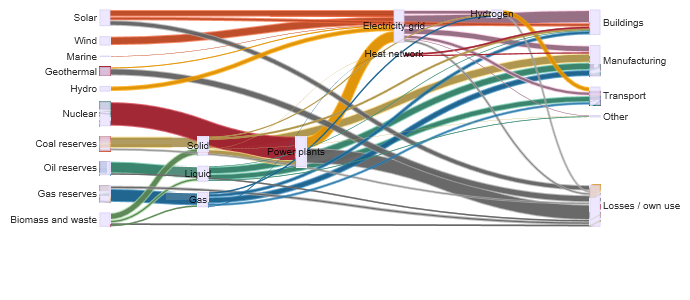 Solar
Wind
Marine
Geothermal
Hydro
Nuclear
Coal reserves
Oil reserves
Gas reserves
Biomass and waste
Solid
Liquid
Gas
Power plants
Electricity grid
Heat network
Hydrogen
Buildings
Manufacturing
Transport
Other
Losses / own use